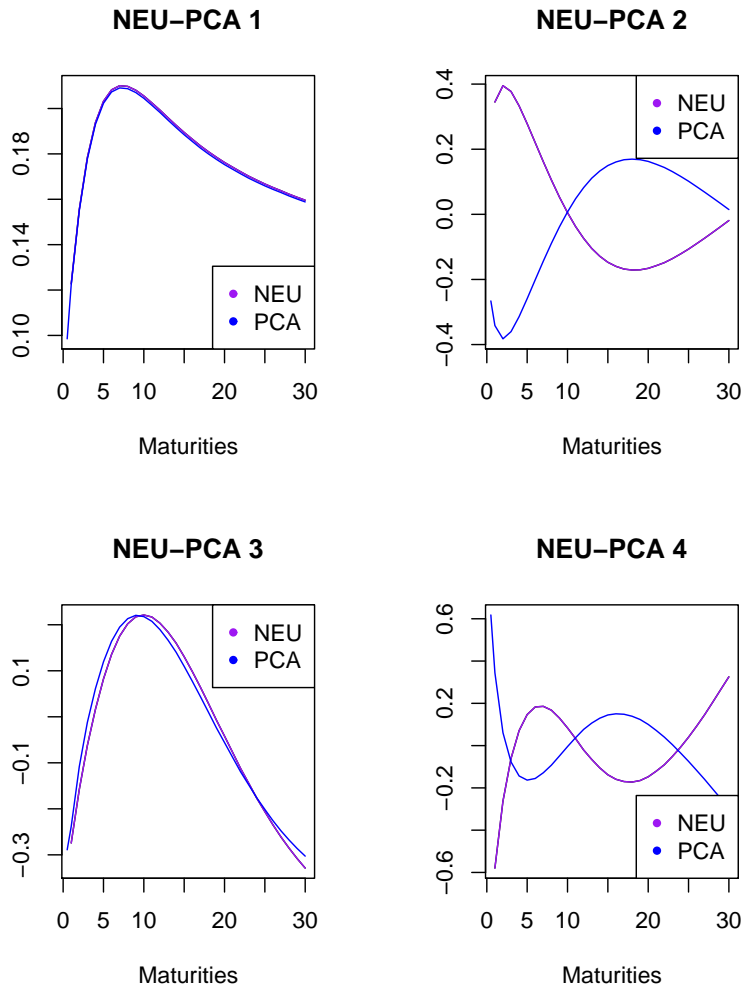 NEU−PCA 1
0.18
0.14
0.10
NEU
PCA
0 5 10 20 30
Maturities
NEU−PCA 2
0.4
0.2
0.0
−0.2
−0.4
NEU
PCA
0 5 10 20 30
Maturities
NEU−PCA 3
0.1
−0.1
−0.3
NEU
PCA
0 5 10 20 30
Maturities
NEU−PCA 4
0.6
0.2
−0.2
−0.6
NEU
PCA
0 5 10 20 30
Maturities